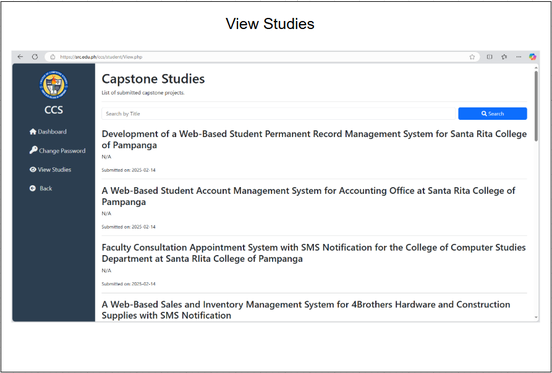 View Studies
https://src.edu.ph/ccs/student/View.php
CCS
Dashboard
Change Password
View Studies
Back
Capstone Studies
List of submitted capstone projects.
Search by Title
Search
Development of a Web-Based Student Permanent Record Management System for Santa Rita College
of Pampanga
N/A
Submitted on: 2025-02-14
A Web-Based Student Account Management System for Accounting Office at Santa Rita College of
Pampanga
N/A
Submitted on: 2025-02-14
Faculty Consultation Appointment System with SMS Notification for the College of Computer Studies
Department at Santa RIita College of Pampanga
N/A
Submitted on: 2025-02-14
A Web-Based Sales and Inventory Management System for 4Brothers Hardware and Construction
Supplies with SMS Notification